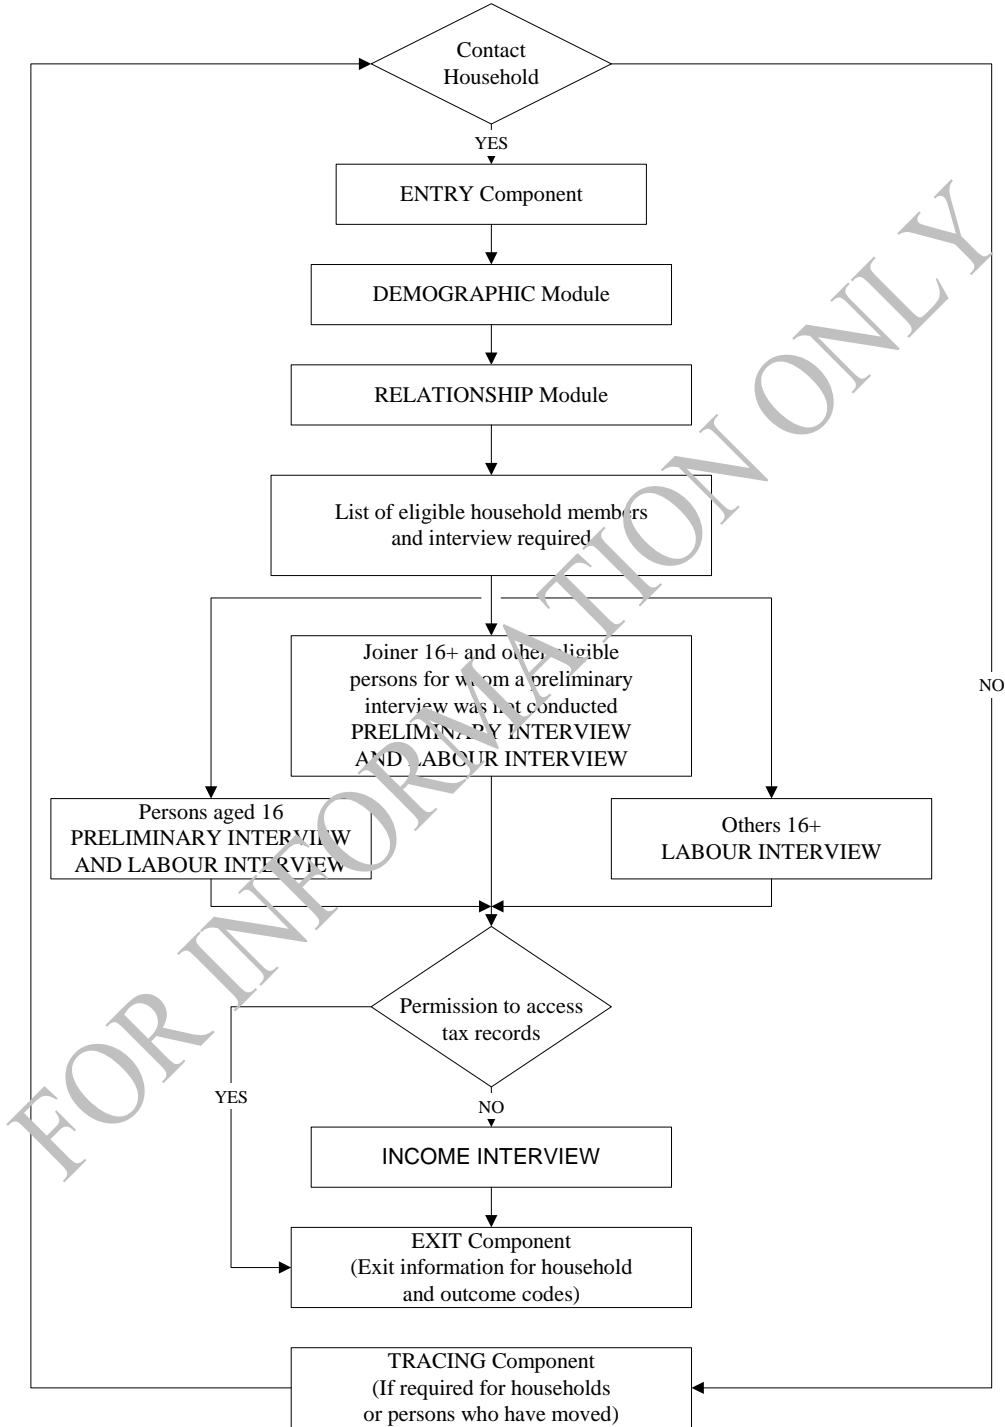 Contact
Household
YES
ENTRY Component
DEMOGRAPHIC Module
RELATIONSHIP Module
List of eligible household members
and interview required
Joiner 16+ and other eligible
persons for whom a preliminary
interview was not conducted
PRELIMINARY INTERVIEW
AND LABOUR INTERVIEW
NO
Persons aged 16
PRELIMINARY INTERVIEW
AND LABOUR INTERVIEW
Others 16+
LABOUR INTERVIEW
Permission to access
tax records
YES
NO
INCOME INTERVIEW
EXIT Component
(Exit information for household
and outcome codes)
TRACING Component
(If required for households
or persons who have moved)
FOR INFORMATION ONLY